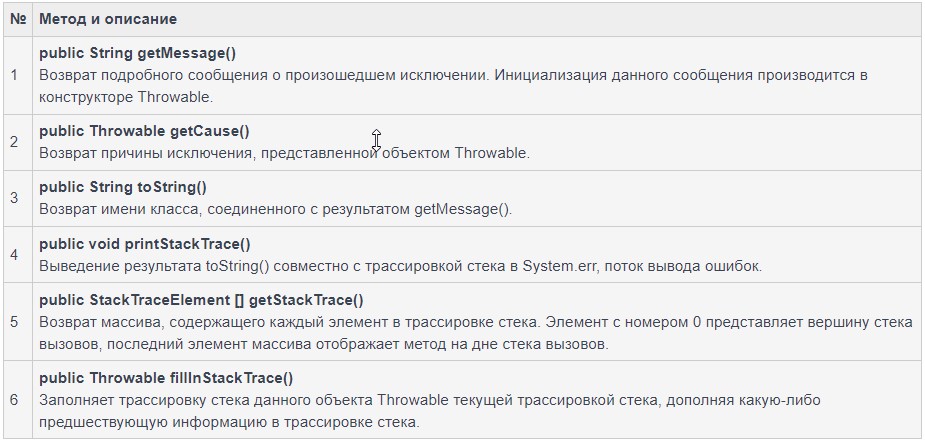 № Метод и описание
public String getMessage()
1 Возврат подробного сообщения о произошедшем исключении. Инициализация данного сообщения производится в
конструкторе Throwable.
public Throwable getCause()
2 Возврат причины исключения, представленной объектом Throwable.
public String toString()
3 Возврат имени класса, соединенного с результатом getMessage().
public void printStackTrace()
4 Выведение результата toString() совместно с трассировкой стека в System.err, поток вывода ошибок.
public StackTraceElement [] getStackTrace()
5 Возврат массива, содержащего каждый элемент в трассировке стека. Элемент с номером 0 представляет вершину стека
вызовов, последний элемент массива отображает метод на дне стека вызовов.
public Throwable fillInStackTrace()
6 Заполняет трассировку стека данного объекта Throwable текущей трассировкой стека, дополняя какую-либо
предшествующую информацию в трассировке стека.